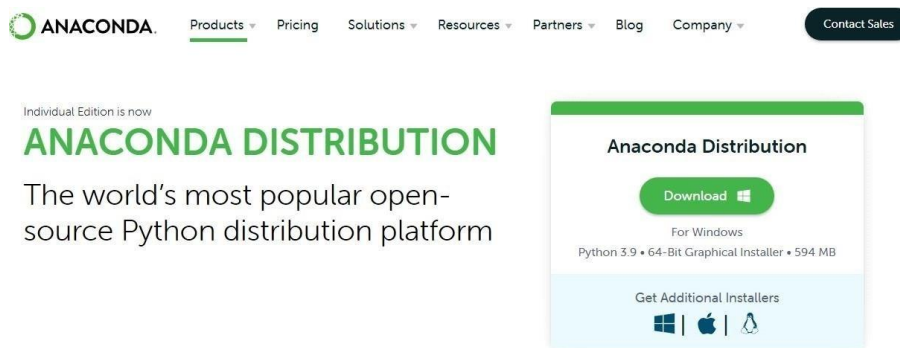 ANACONDA.
Products Pricing Solutions Resources Partners Blog Company Contact Sales
Individual Edition is now
ANACONDA DISTRIBUTION
The world's most popular open-
source Python distribution platform
Anaconda Distribution
Download
For Windows
Python 3.9 • 64-Bit Graphical Installer • 594 MB
Get Additional Installers
| |